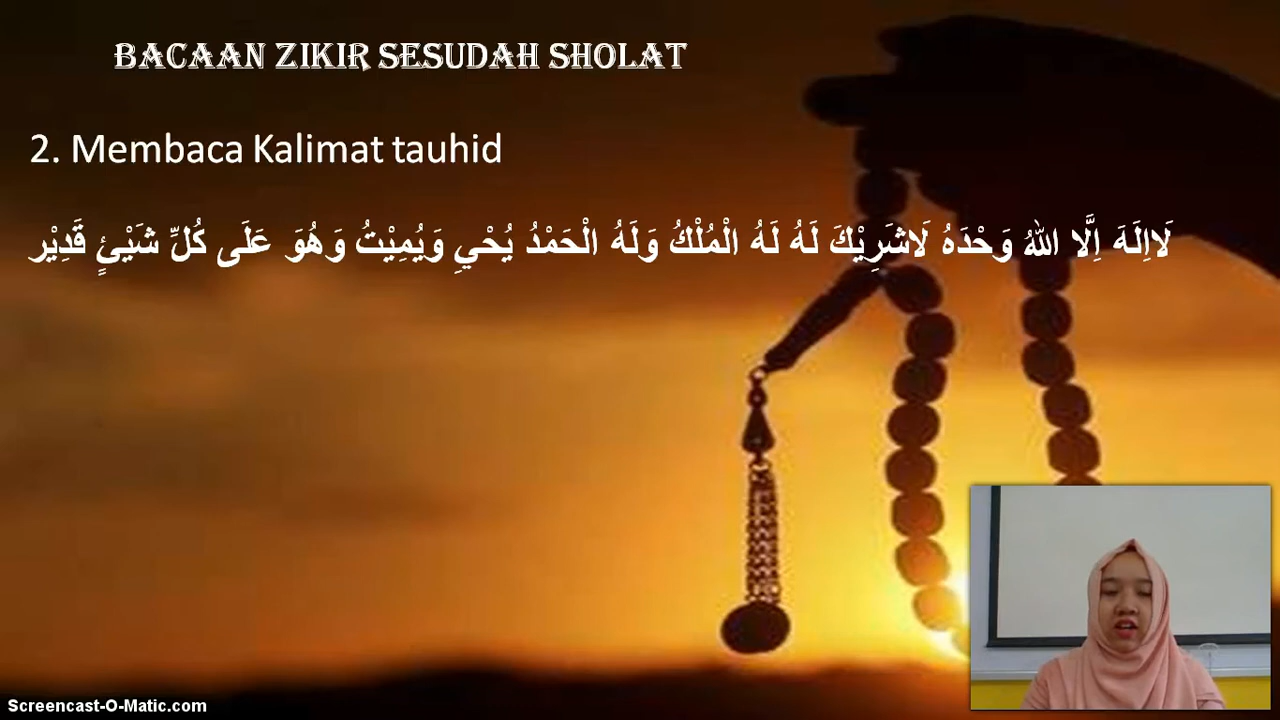 BACAAN ZIKIR SESUDAH SHOLAT
2. Membaca Kalimat tauhid
لَااِلَهَ اِلَّا اللهُ وَحْدَهُ لَاشَرِيْكَ لَهُ لَهُ الْمُلْكُ وَلَهُ الْحَمْدُ يُحْيِ وَيُمِيْتُ وَهُوَ عَلَى كُلِّ شَيْئٍ قَدِيْر
Screencast-O-Matic.com